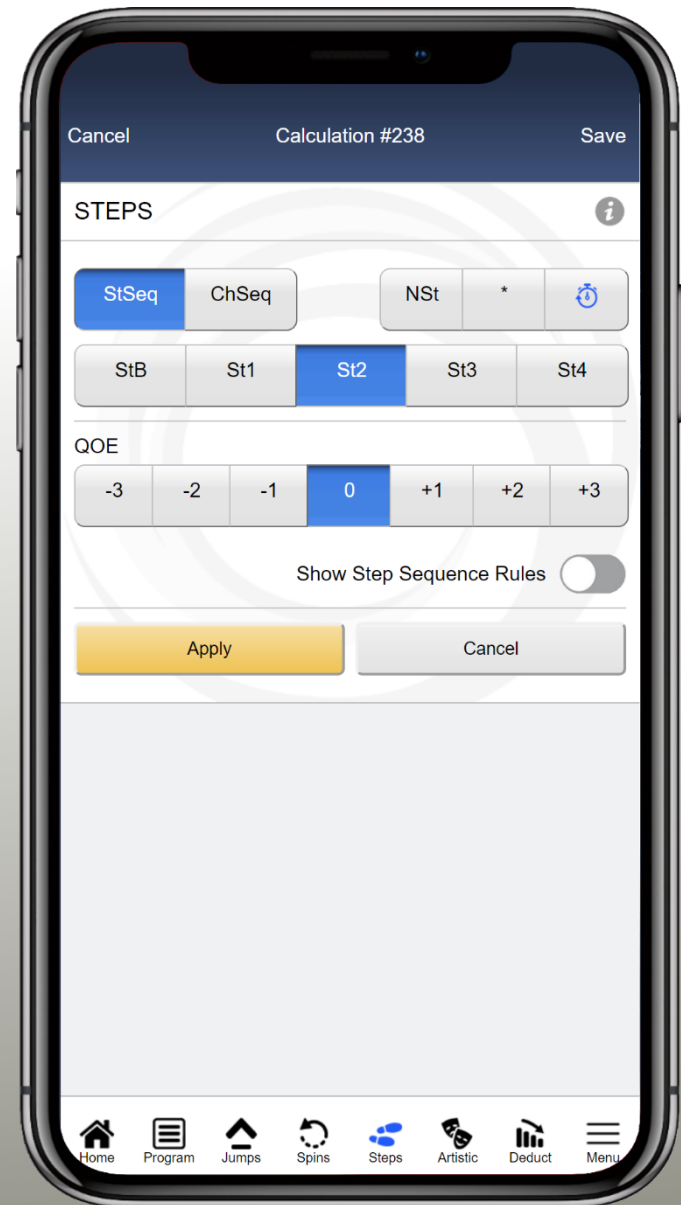 Cancel Calculation #238 Save
STEPS i
StSeq ChSeq NSt *
StB St1 St2 St3 St4
QOE
-3 -2 -1 0 +1 +2 +3
Show Step Sequence Rules
Apply Cancel
Home Program Jumps Spins Steps Artistic Deduct Menu